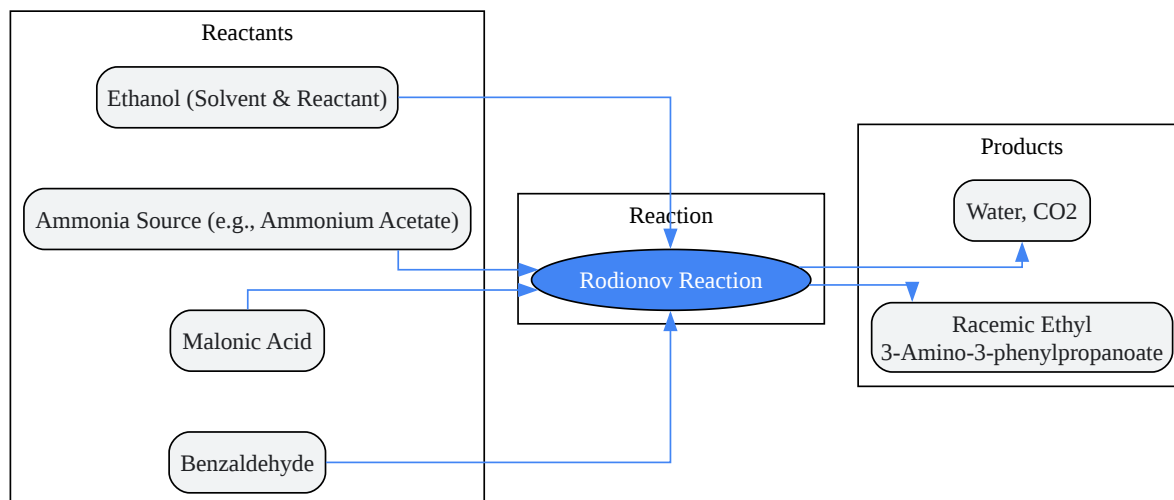 Reactants
Ethanol (Solvent & Reactant)
Ammonia Source (e.g., Ammonium Acetate)
Malonic Acid
Benzaldehyde
Reaction
Rodionov Reaction
Products
Water, CO2
Racemic Ethyl
3-Amino-3-phenylpropanoate